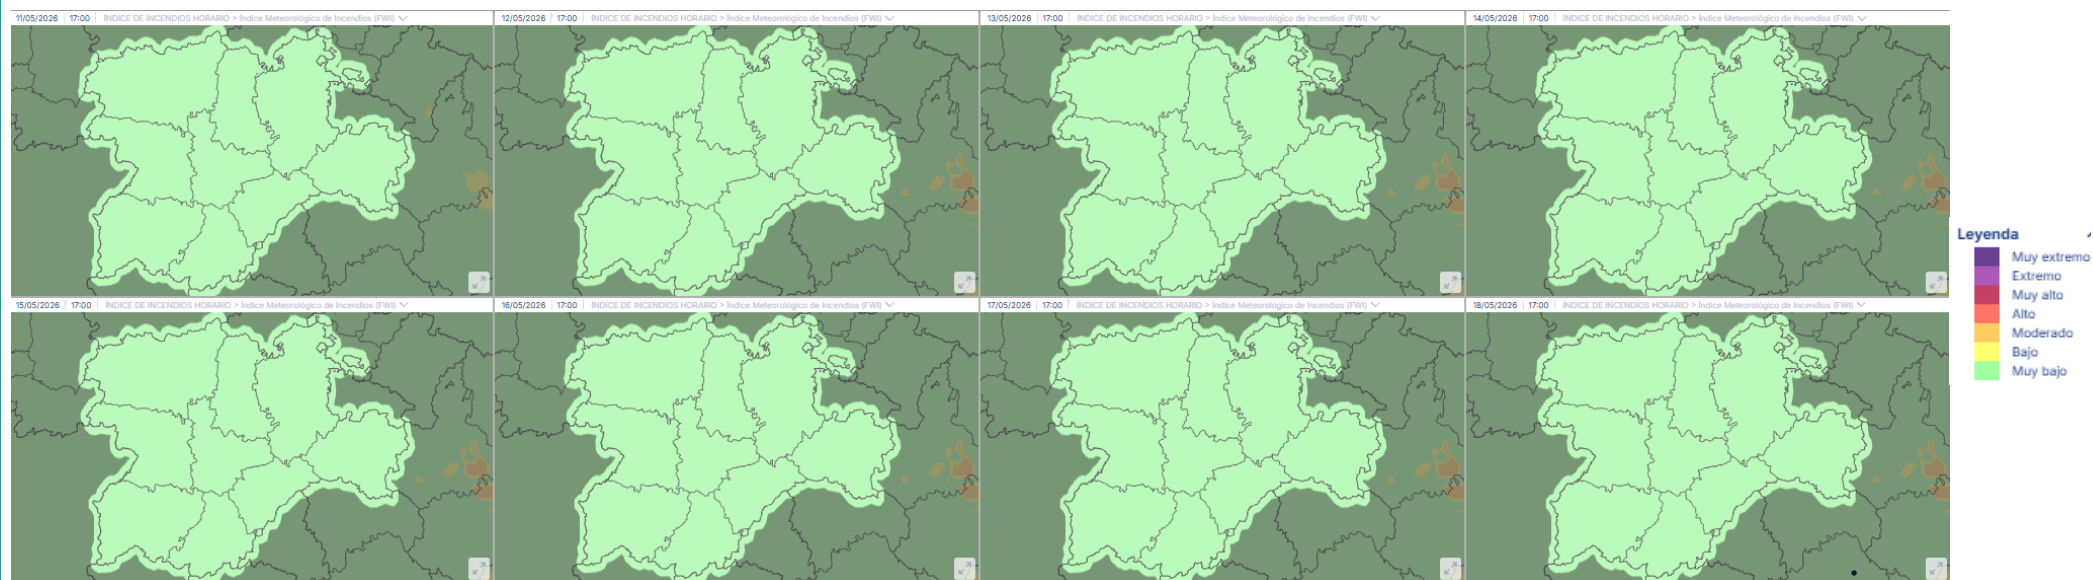 11/05/2026 17:00 ÍNDICE DE INCENDIOS HORARIO > Índice Meteorológico de Incendios (FWI)
12/05/2026 17:00 ÍNDICE DE INCENDIOS HORARIO > Índice Meteorológico de Incendios (FWI)
13/05/2026 17:00 ÍNDICE DE INCENDIOS HORARIO > Índice Meteorológico de Incendios (FWI)
14/05/2026 17:00 ÍNDICE DE INCENDIOS HORARIO > Índice Meteorológico de Incendios (FWI)
15/05/2026 17:00 ÍNDICE DE INCENDIOS HORARIO > Índice Meteorológico de Incendios (FWI)
16/05/2026 17:00 ÍNDICE DE INCENDIOS HORARIO > Índice Meteorológico de Incendios (FWI)
17/05/2026 17:00 ÍNDICE DE INCENDIOS HORARIO > Índice Meteorológico de Incendios (FWI)
18/05/2026 17:00 ÍNDICE DE INCENDIOS HORARIO > Índice Meteorológico de Incendios (FWI)
Leyenda
Muy extremo
Extremo
Muy alto
Alto
Moderado
Bajo
Muy bajo